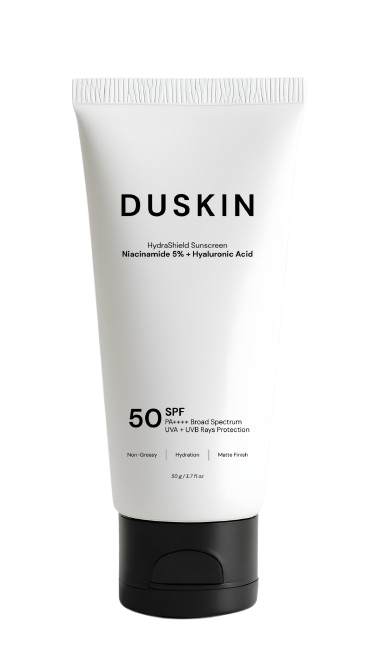 DUSKIN
HydraShield Sunscreen
Niacinamide 5% + Hyaluronic Acid
50 SPF
PA++++ Broad Spectrum
UVA + UVB Rays Protection
Non-Greasy | Hydration | Matte Finish
50 g / 1.7 fl oz